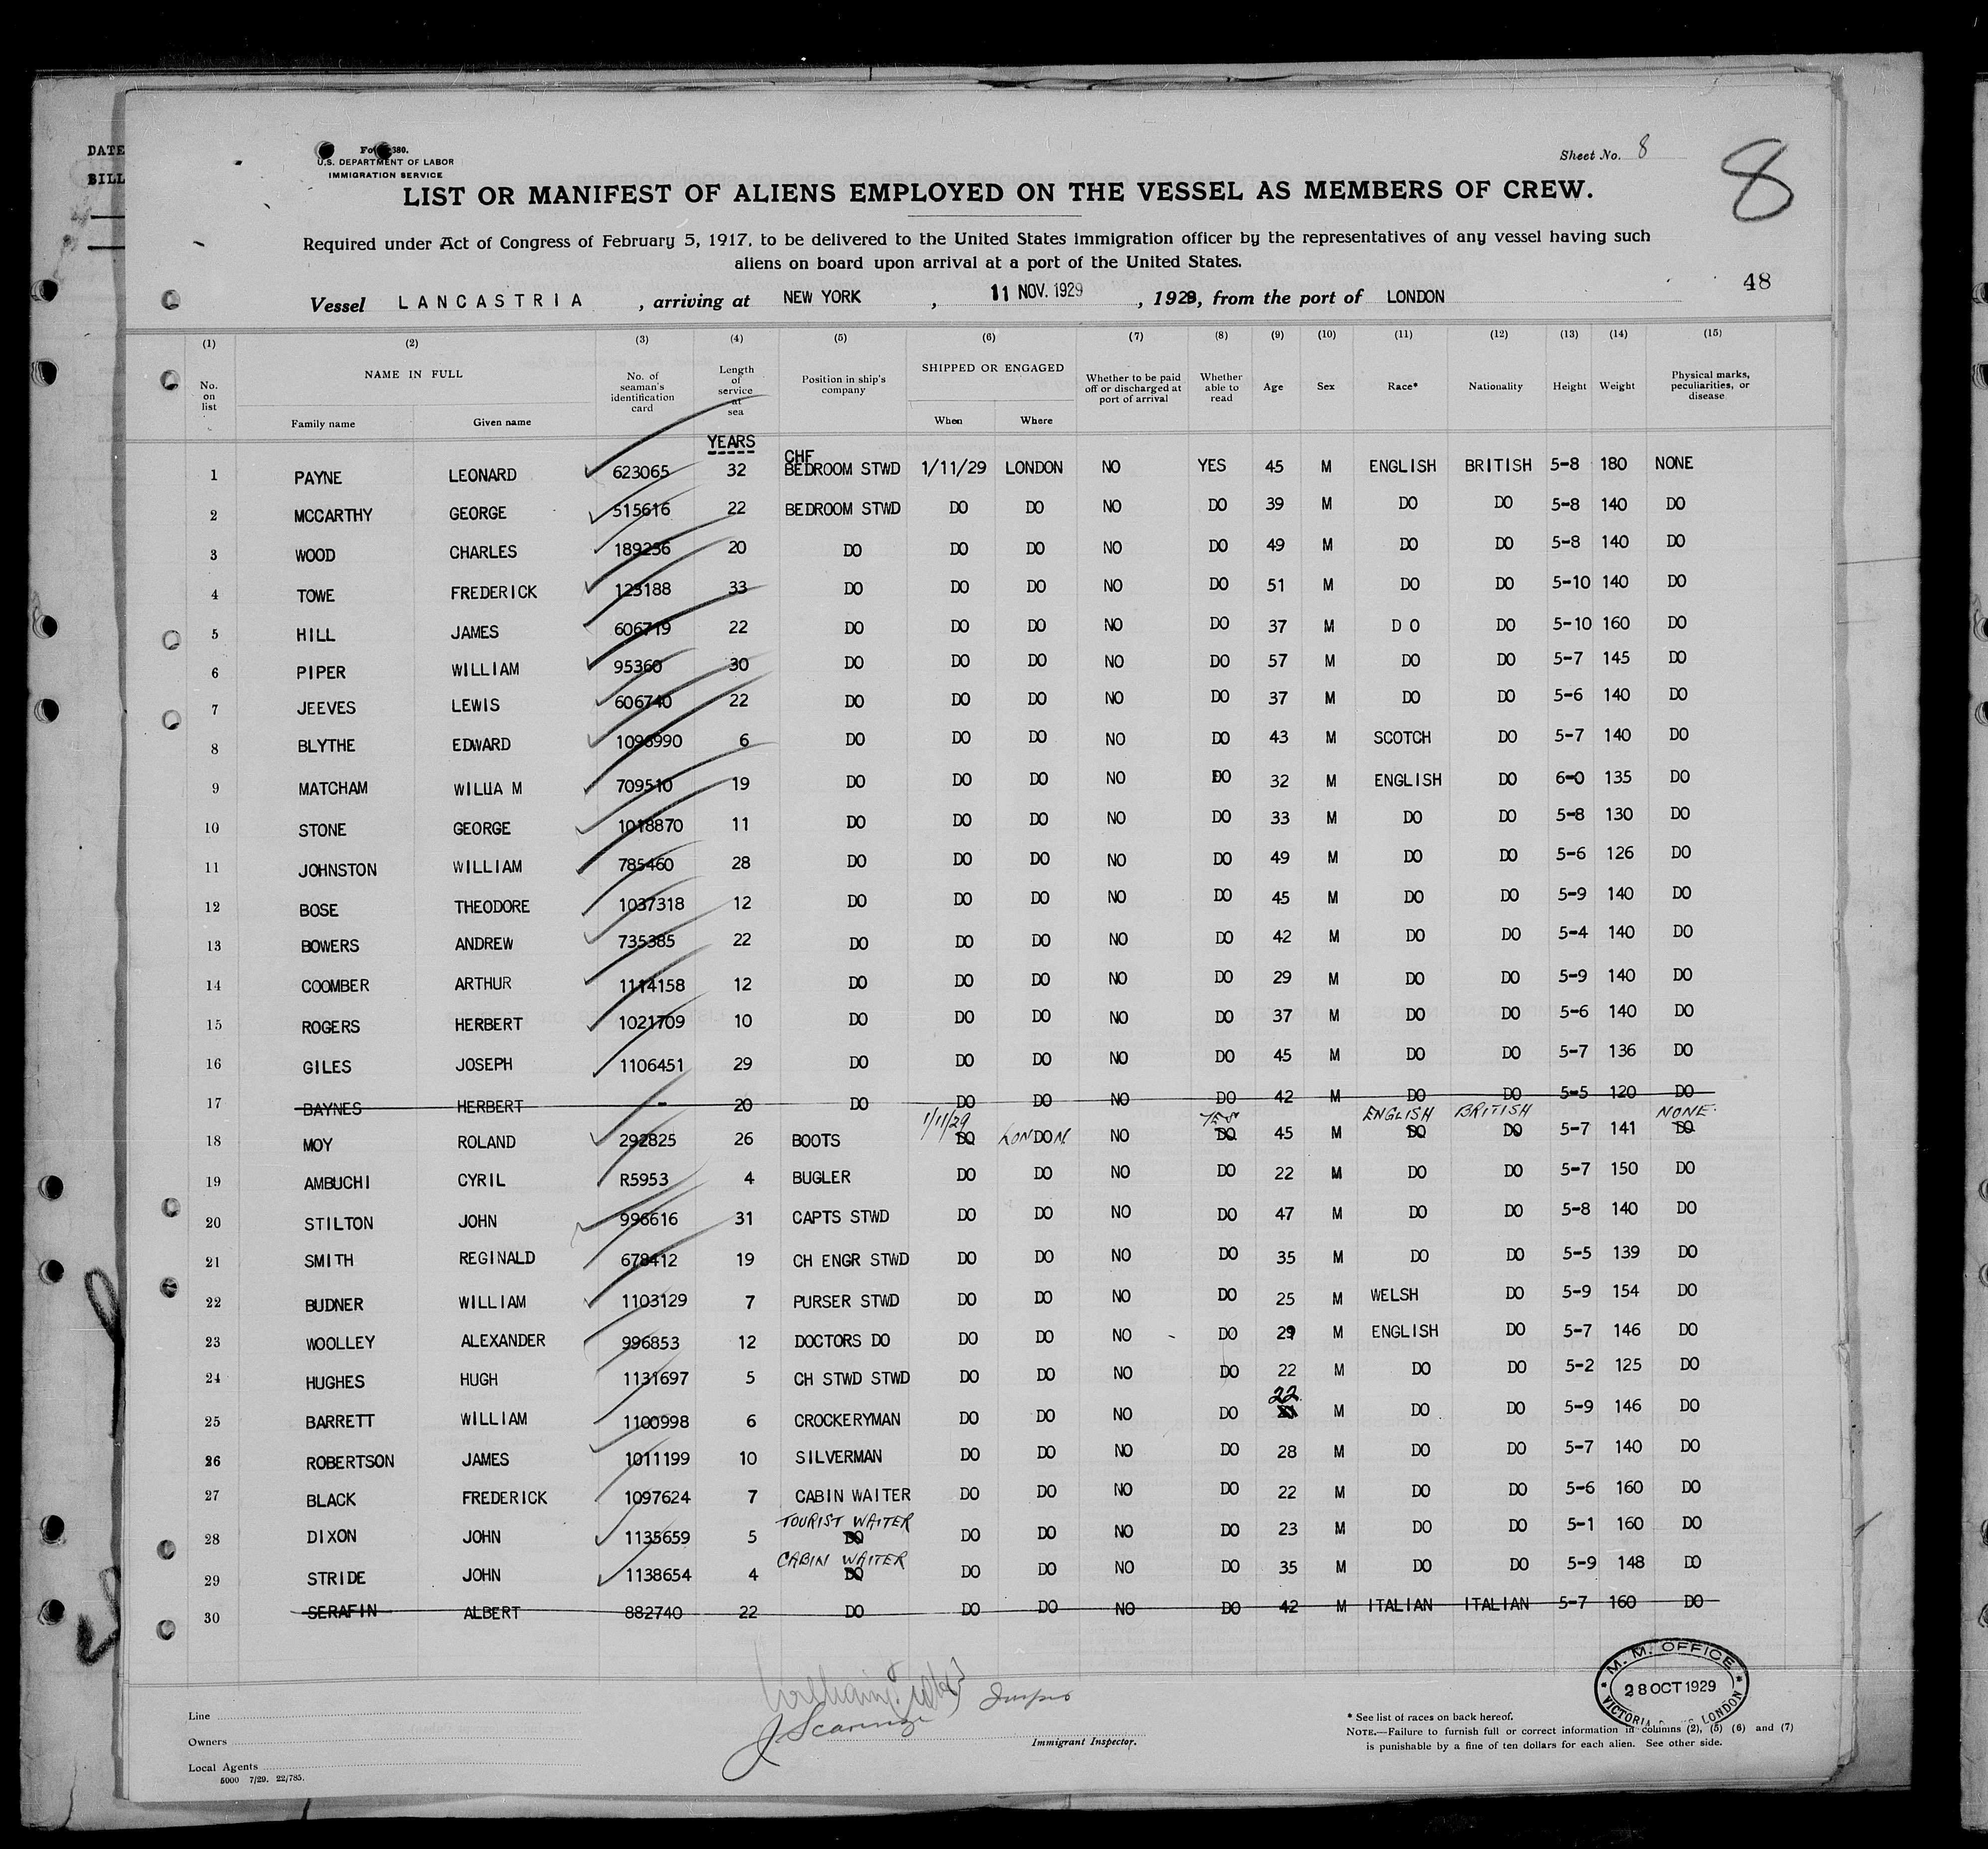 DATE
BILL
U.S. DEPARTMENT OF LABOR
IMMIGRATION SERVICE
Sheet No. 8
8
LIST OR MANIFEST OF ALIENS EMPLOYED ON THE VESSEL AS MEMBERS OF CREW.
Required under Act of Congress of February 5, 1917, to be delivered to the United States immigration officer by the representatives of any vessel having such
aliens on board upon arrival at a port of the United States.
48
Vessel LANCASTRIA, arriving at NEW YORK, 11 NOV. 1929, 1929, from the port of LONDON
(1) (2) (3) (4) (5) (6) (7) (8) (9) (10) (11) (12) (13) (14) (15)
No. on list NAME IN FULL Family name Given name No. of seaman's identification card Length of service at sea Position in ship's company SHIPPED OR ENGAGED When Where Whether to be paid off or discharged at port of arrival Whether able to read Age Sex Race* Nationality Height Weight Physical marks, peculiarities, or disease
YEARS
1 PAYNE LEONARD 623065 32 CHF BEDROOM STWD 1/11/29 LONDON NO YES 45 M ENGLISH BRITISH 5-8 180 NONE
2 MCCARTHY GEORGE 515616 22 BEDROOM STWD DO DO NO DO 39 M DO DO 5-8 140 DO
3 WOOD CHARLES 189236 20 DO DO DO NO DO 49 M DO DO 5-8 140 DO
4 TOWE FREDERICK 123188 33 DO DO DO NO DO 51 M DO DO 5-10 140 DO
5 HILL JAMES 606719 22 DO DO DO NO DO 37 M DO DO 5-10 160 DO
6 PIPER WILLIAM 95360 30 DO DO DO NO DO 57 M DO DO 5-7 145 DO
7 JEEVES LEWIS 606740 22 DO DO DO NO DO 37 M DO DO 5-6 140 DO
8 BLYTHE EDWARD 1096990 6 DO DO DO NO DO 43 M SCOTCH DO 5-7 140 DO
9 MATCHAM WILLIA M 709510 19 DO DO DO NO DO 32 M ENGLISH DO 6-0 135 DO
10 STONE GEORGE 1018870 11 DO DO DO NO DO 33 M DO DO 5-8 130 DO
11 JOHNSTON WILLIAM 785460 28 DO DO DO NO DO 49 M DO DO 5-6 126 DO
12 BOSE THEODORE 1037318 12 DO DO DO NO DO 45 M DO DO 5-9 140 DO
13 BOWERS ANDREW 735385 22 DO DO DO NO DO 42 M DO DO 5-4 140 DO
14 COOMBER ARTHUR 1114158 12 DO DO DO NO DO 29 M DO DO 5-9 140 DO
15 ROGERS HERBERT 1021709 10 DO DO DO NO DO 37 M DO DO 5-6 140 DO
16 GILES JOSEPH 1106451 29 DO DO DO NO DO 45 M DO DO 5-7 136 DO
17 BAYNES HERBERT - 20 DO DO DO NO DO 42 M DO DO 5-5 120 DO
1/11/29 YES ENGLISH BRITISH NONE
18 MOY ROLAND 292825 26 BOOTS DO LONDON NO DO 45 M DO DO 5-7 141 DO
19 AMBUCHI CYRIL R5953 4 BUGLER DO DO NO DO 22 M DO DO 5-7 150 DO
20 STILTON JOHN 996616 31 CAPTS STWD DO DO NO DO 47 M DO DO 5-8 140 DO
21 SMITH REGINALD 678412 19 CH ENGR STWD DO DO NO DO 35 M DO DO 5-5 139 DO
22 BUDNER WILLIAM 1103129 7 PURSER STWD DO DO NO DO 25 M WELSH DO 5-9 154 DO
23 WOOLLEY ALEXANDER 996853 12 DOCTORS DO DO DO NO - DO 29 M ENGLISH DO 5-7 146 DO
24 HUGHES HUGH 1131697 5 CH STWD STWD DO DO NO DO 22 M DO DO 5-2 125 DO
25 BARRETT WILLIAM 1100998 6 CROCKERYMAN DO DO NO DO 22 M DO DO 5-9 146 DO
26 ROBERTSON JAMES 1011199 10 SILVERMAN DO DO NO DO 28 M DO DO 5-7 140 DO
27 BLACK FREDERICK 1097624 7 CABIN WAITER DO DO NO DO 22 M DO DO 5-6 160 DO
TOURIST WAITER
28 DIXON JOHN 1135659 5 DO DO DO NO DO 23 M DO DO 5-1 160 DO
CABIN WAITER
29 STRIDE JOHN 1138654 4 DO DO DO NO DO 35 M DO DO 5-9 148 DO
30 SERAFIN ALBERT 882740 22 DO DO DO NO DO 42 M ITALIAN ITALIAN 5-7 160 DO
M. M. OFFICE
28 OCT 1929
VICTORIA LONDON
Line
Owners
Local Agents
5000 7/29. 22/785.
Immigrant Inspector.
* See list of races on back hereof.
NOTE.—Failure to furnish full or correct information in columns (2), (5) (6) and (7)
is punishable by a fine of ten dollars for each alien. See other side.